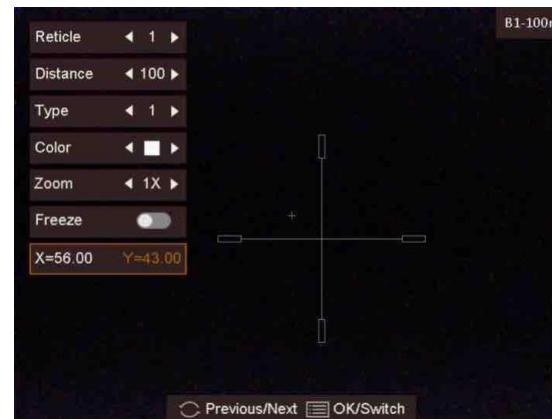 B1-100m
Reticle 1
Distance 100
Type 1
Color
Zoom 1X
Freeze
X=56.00 Y=43.00
Previous/Next OK/Switch